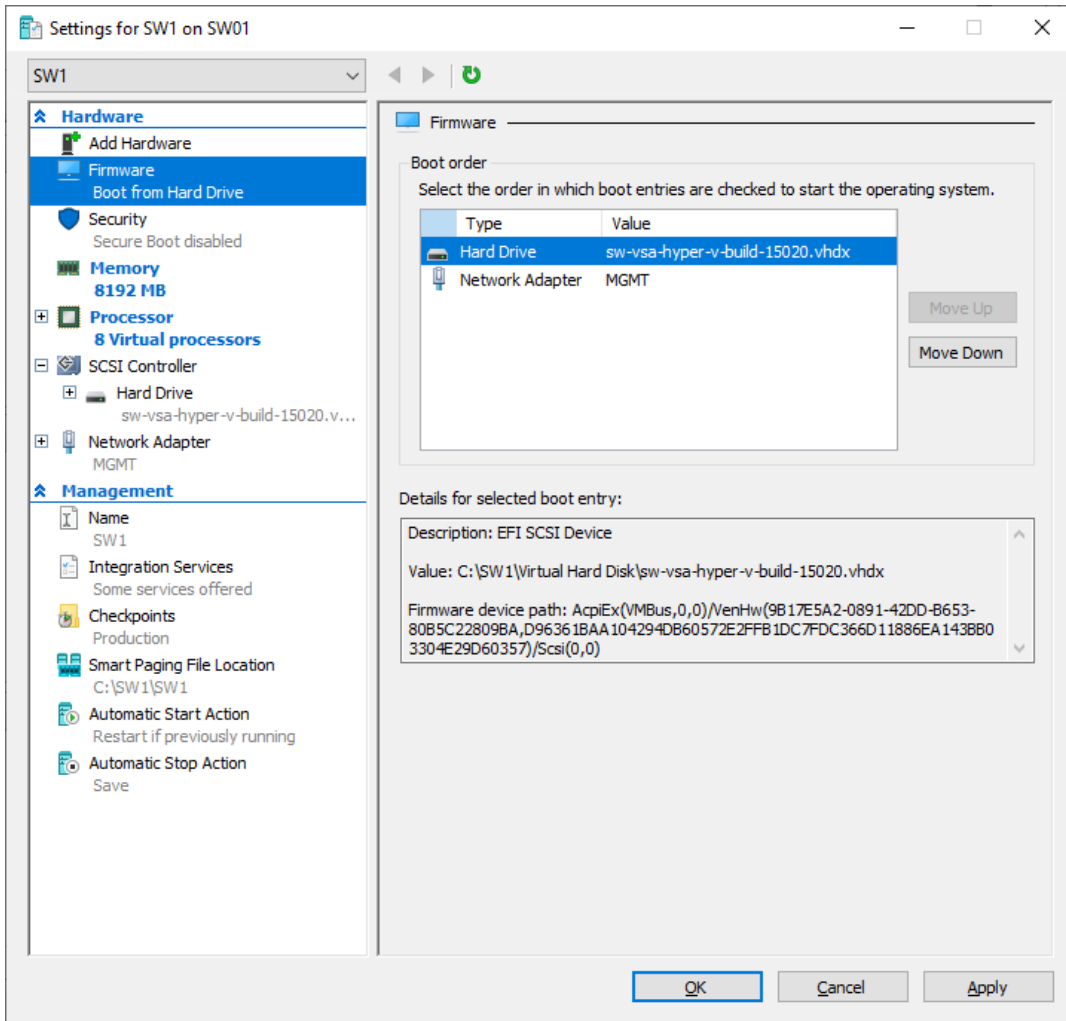 Settings for SW1 on SW01
SW1
Hardware
Add Hardware
Firmware
Boot from Hard Drive
Security
Secure Boot disabled
Memory
8192 MB
Processor
8 Virtual processors
SCSI Controller
Hard Drive
sw-vsa-hyper-v-build-15020.v...
Network Adapter
MGMT
Management
Name
SW1
Integration Services
Some services offered
Checkpoints
Production
Smart Paging File Location
C:\SW1\SW1
Automatic Start Action
Restart if previously running
Automatic Stop Action
Save
Firmware
Boot order
Select the order in which boot entries are checked to start the operating system.
Type Value
Hard Drive sw-vsa-hyper-v-build-15020.vhdx
Network Adapter MGMT
Move Up
Move Down
Details for selected boot entry:
Description: EFI SCSI Device
Value: C:\SW1\Virtual Hard Disk\sw-vsa-hyper-v-build-15020.vhdx
Firmware device path: AcpiEx(VMBus,0,0)/VenHw(9B17E5A2-0891-42DD-B653-
80B5C22809BA,D96361BAA104294DB60572E2FFB1DC7FDC366D11886EA143BB0
3304E29D60357)/Scsi(0,0)
OK Cancel Apply